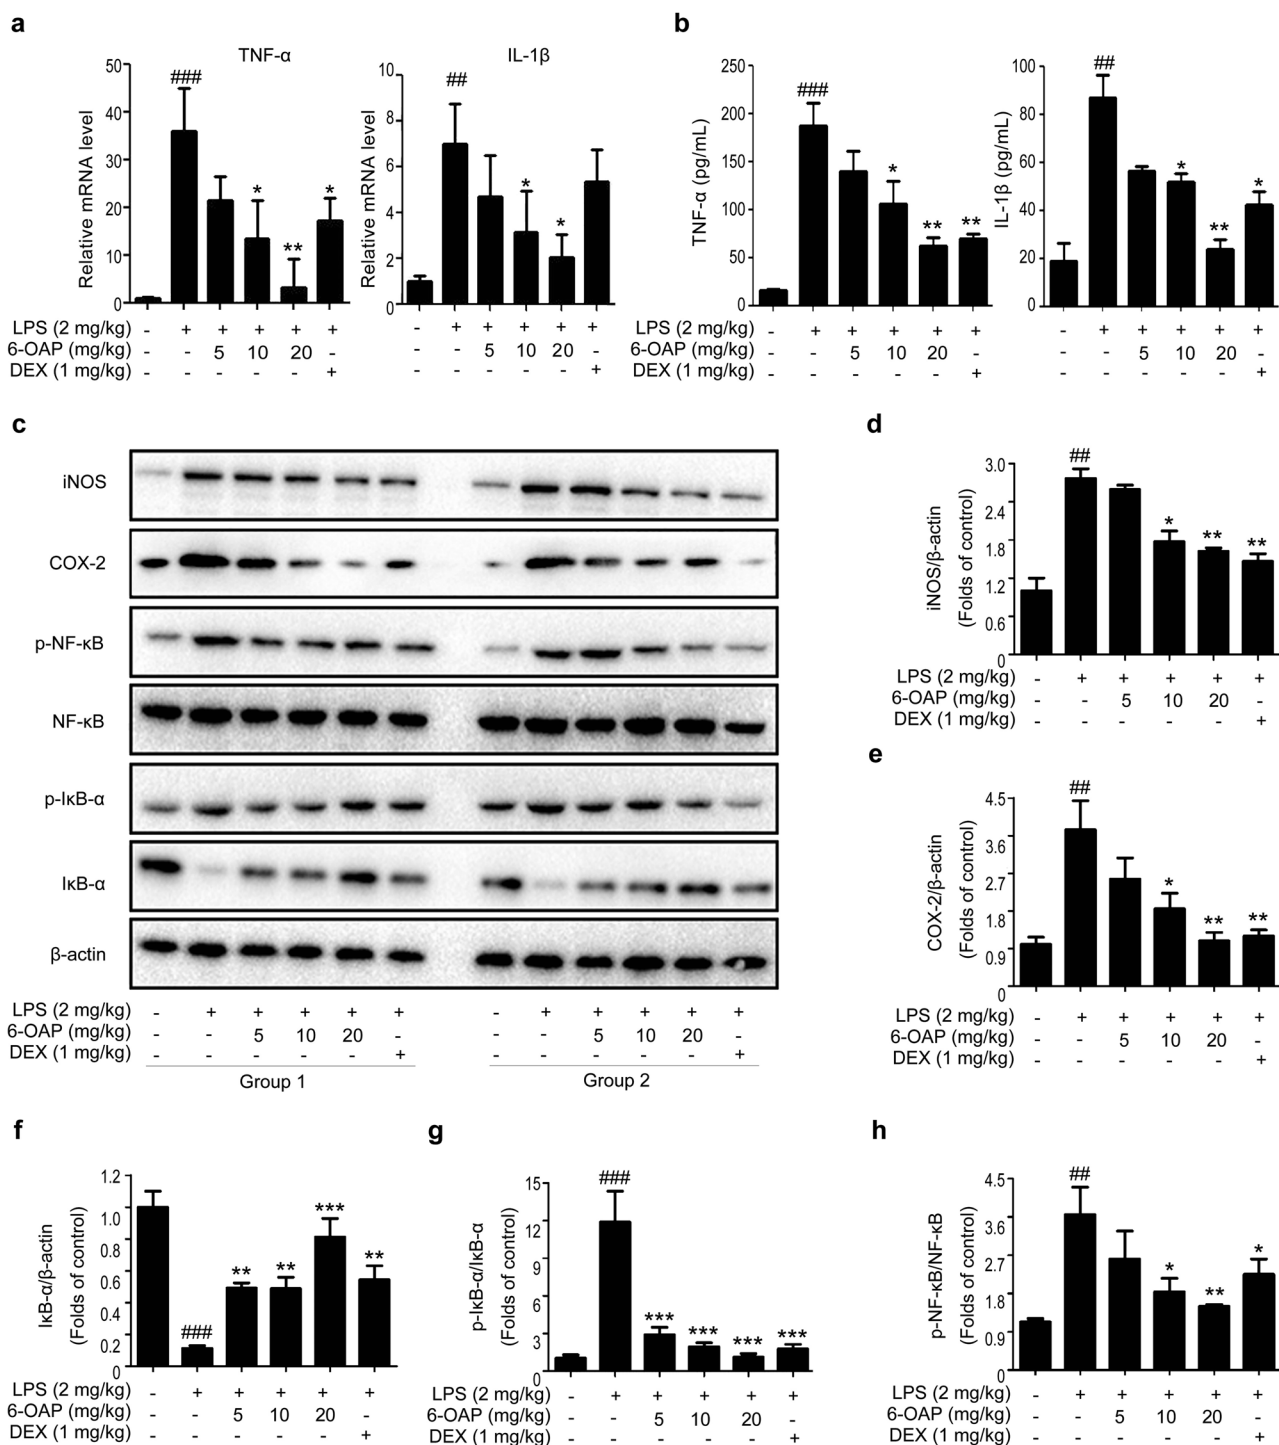 a
b
TNF-α
IL-1β
Relative mRNA level
50
40
30
20
10
0
###
*
**
*
Relative mRNA level
10
8
6
4
2
0
##
*
*
TNF-α (pg/mL)
250
200
150
100
50
0
###
*
**
**
IL-1β (pg/mL)
100
80
60
40
20
0
##
*
**
*
LPS (2 mg/kg) - + + + + + - + + + + +
6-OAP (mg/kg) - - 5 10 20 - - - 5 10 20 -
DEX (1 mg/kg) - - - - - + - - - - - +
LPS (2 mg/kg) - + + + + + - + + + + +
6-OAP (mg/kg) - - 5 10 20 - - - 5 10 20 -
DEX (1 mg/kg) - - - - - + - - - - - +
c
iNOS
COX-2
p-NF-κB
NF-κB
p-IκB-α
IκB-α
β-actin
LPS (2 mg/kg) - + + + + + - + + + + +
6-OAP (mg/kg) - - 5 10 20 - - - 5 10 20 -
DEX (1 mg/kg) - - - - - + - - - - - +
Group 1
Group 2
d
iNOS/β-actin
(Folds of control)
3.0
2.4
1.8
1.2
0.6
0
##
*
**
**
LPS (2 mg/kg) - + + + + +
6-OAP (mg/kg) - - 5 10 20 -
DEX (1 mg/kg) - - - - - +
e
COX-2/β-actin
(Folds of control)
4.5
3.6
2.7
1.8
0.9
0
##
*
**
**
LPS (2 mg/kg) - + + + + +
6-OAP (mg/kg) - - 5 10 20 -
DEX (1 mg/kg) - - - - - +
f
IκB-α/β-actin
(Folds of control)
1.2
1.0
0.8
0.6
0.4
0.2
0
###
**
**
***
**
LPS (2 mg/kg) - + + + + +
6-OAP (mg/kg) - - 5 10 20 -
DEX (1 mg/kg) - - - - - +
g
p-IκB-α/IκB-α
(Folds of control)
15
12
9
6
3
0
###
***
***
***
***
LPS (2 mg/kg) - + + + + +
6-OAP (mg/kg) - - 5 10 20 -
DEX (1 mg/kg) - - - - - +
h
p-NF-κB/NF-κB
(Folds of control)
4.5
3.6
2.7
1.8
0.9
0
##
*
**
*
LPS (2 mg/kg) - + + + + +
6-OAP (mg/kg) - - 5 10 20 -
DEX (1 mg/kg) - - - - - +